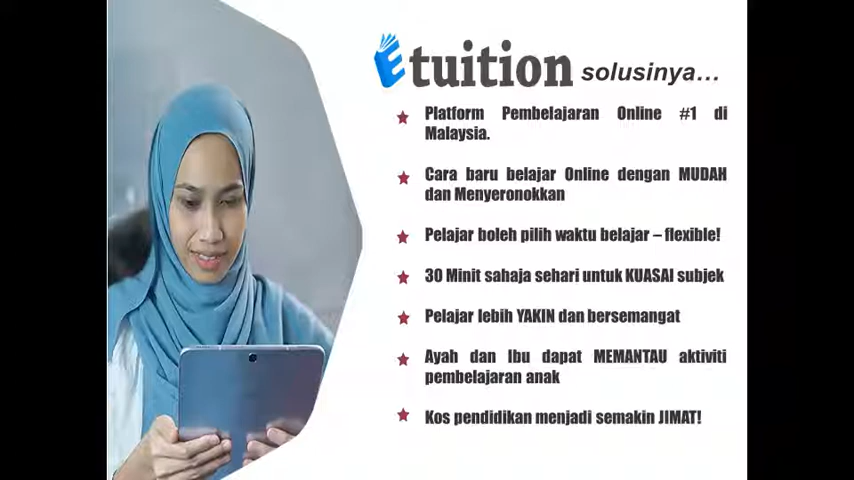 Etuition solusinya...
Platform Pembelajaran Online #1 di
Malaysia.
Cara baru belajar Online dengan MUDAH
dan Menyeronokkan
Pelajar boleh pilih waktu belajar – flexible!
30 Minit sahaja sehari untuk KUASAI subjek
Pelajar lebih YAKIN dan bersemangat
Ayah dan Ibu dapat MEMANTAU aktiviti
pembelajaran anak
Kos pendidikan menjadi semakin JIMAT!